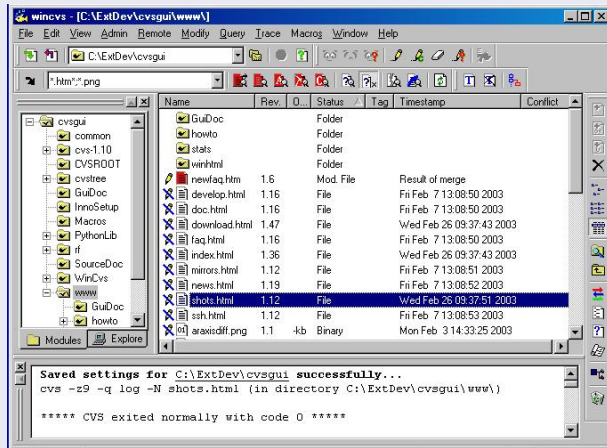 wincvs - [C:\ExtDev\cvsgui\www\]
File Edit View Admin Remote Modify Query Trace Macros Window Help
C:\ExtDev\cvsgui
*.htm*;*.png
Name Rev. O... Status Tag Timestamp Conflict
cvsgui
common
cvs-1.10
CVSROOT
cvstree
GuiDoc
InnoSetup
Macros
PythonLib
rf
SourceDoc
WinCvs
www
GuiDoc
howto
Modules Explore
GuiDoc Folder
howto Folder
stats Folder
winhtml Folder
newfaq.htm 1.6 Mod. File Result of merge
develop.html 1.16 File Fri Feb 7 13:08:50 2003
doc.html 1.16 File Fri Feb 7 13:08:50 2003
download.html 1.47 File Wed Feb 26 09:37:43 2003
faq.html 1.16 File Fri Feb 7 13:08:50 2003
index.html 1.36 File Wed Feb 26 09:37:43 2003
mirrors.html 1.12 File Fri Feb 7 13:08:51 2003
news.html 1.19 File Fri Feb 7 13:08:52 2003
shots.html 1.12 File Wed Feb 26 09:37:51 2003
ssh.html 1.12 File Fri Feb 7 13:08:53 2003
araxisdiff.png 1.1 -kb Binary Mon Feb 3 14:33:25 2003
Saved settings for C:\ExtDev\cvsgui successfully...
cvs -z9 -q log -N shots.html (in directory C:\ExtDev\cvsgui\www\)
***** CVS exited normally with code 0 *****